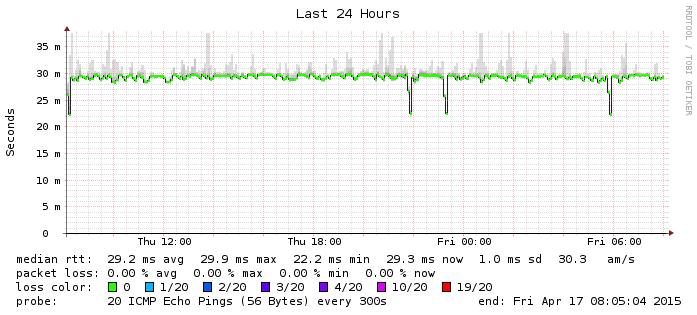 Last 24 Hours
RRDTOOL / TOBI OETIKER
Seconds
35 m
30 m
25 m
20 m
15 m
10 m
5 m
0
Thu 12:00 Thu 18:00 Fri 00:00 Fri 06:00
median rtt: 29.2 ms avg 29.9 ms max 22.2 ms min 29.3 ms now 1.0 ms sd 30.3 am/s
packet loss: 0.00 % avg 0.00 % max 0.00 % min 0.00 % now
loss color: 0 1/20 2/20 3/20 4/20 10/20 19/20
probe: 20 ICMP Echo Pings (56 Bytes) every 300s end: Fri Apr 17 08:05:04 2015